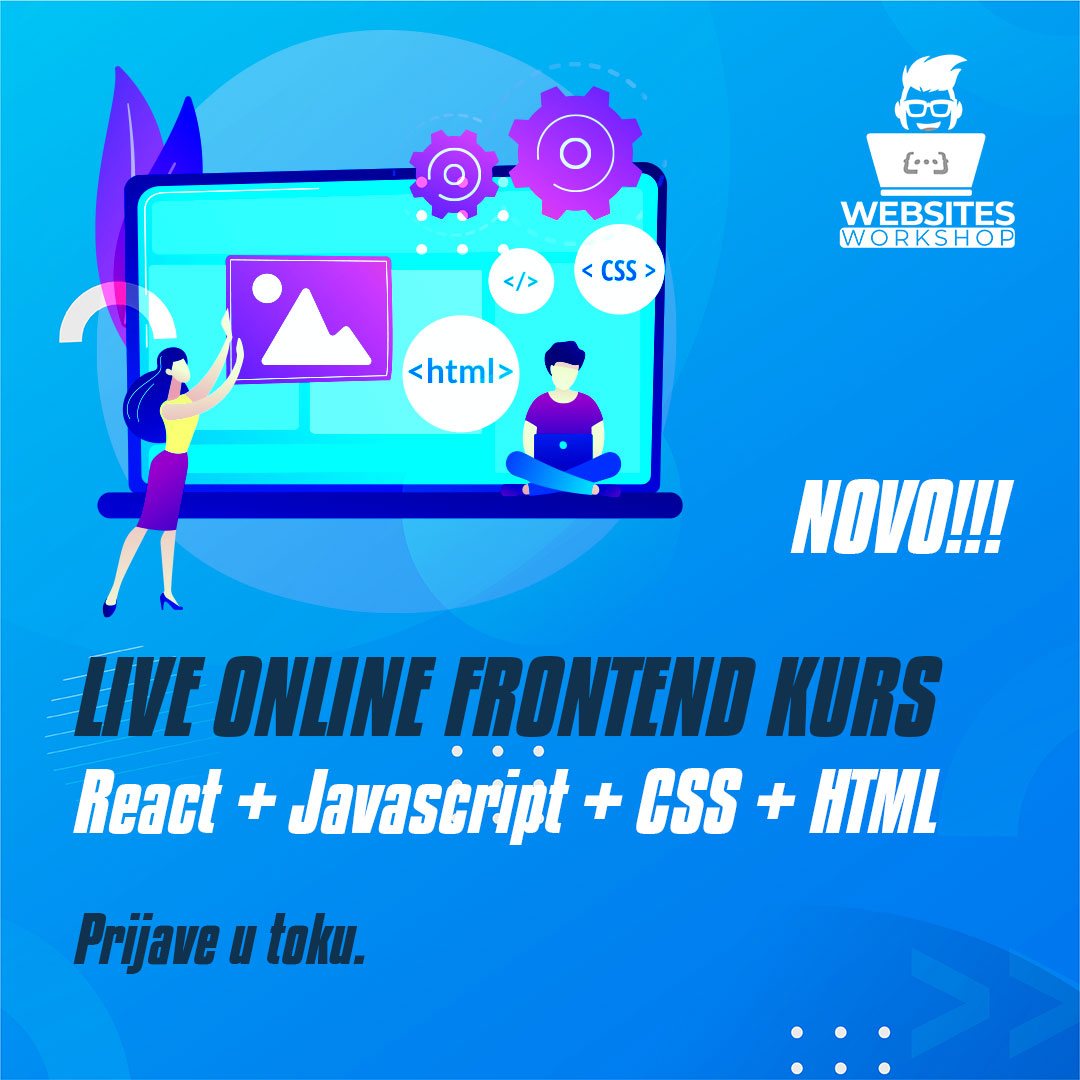 WEBSITES
WORKSHOP
</>
< CSS >
<html>
NOVO!!!
LIVE ONLINE FRONTEND KURS
React + Javascript + CSS + HTML
Prijave u toku.